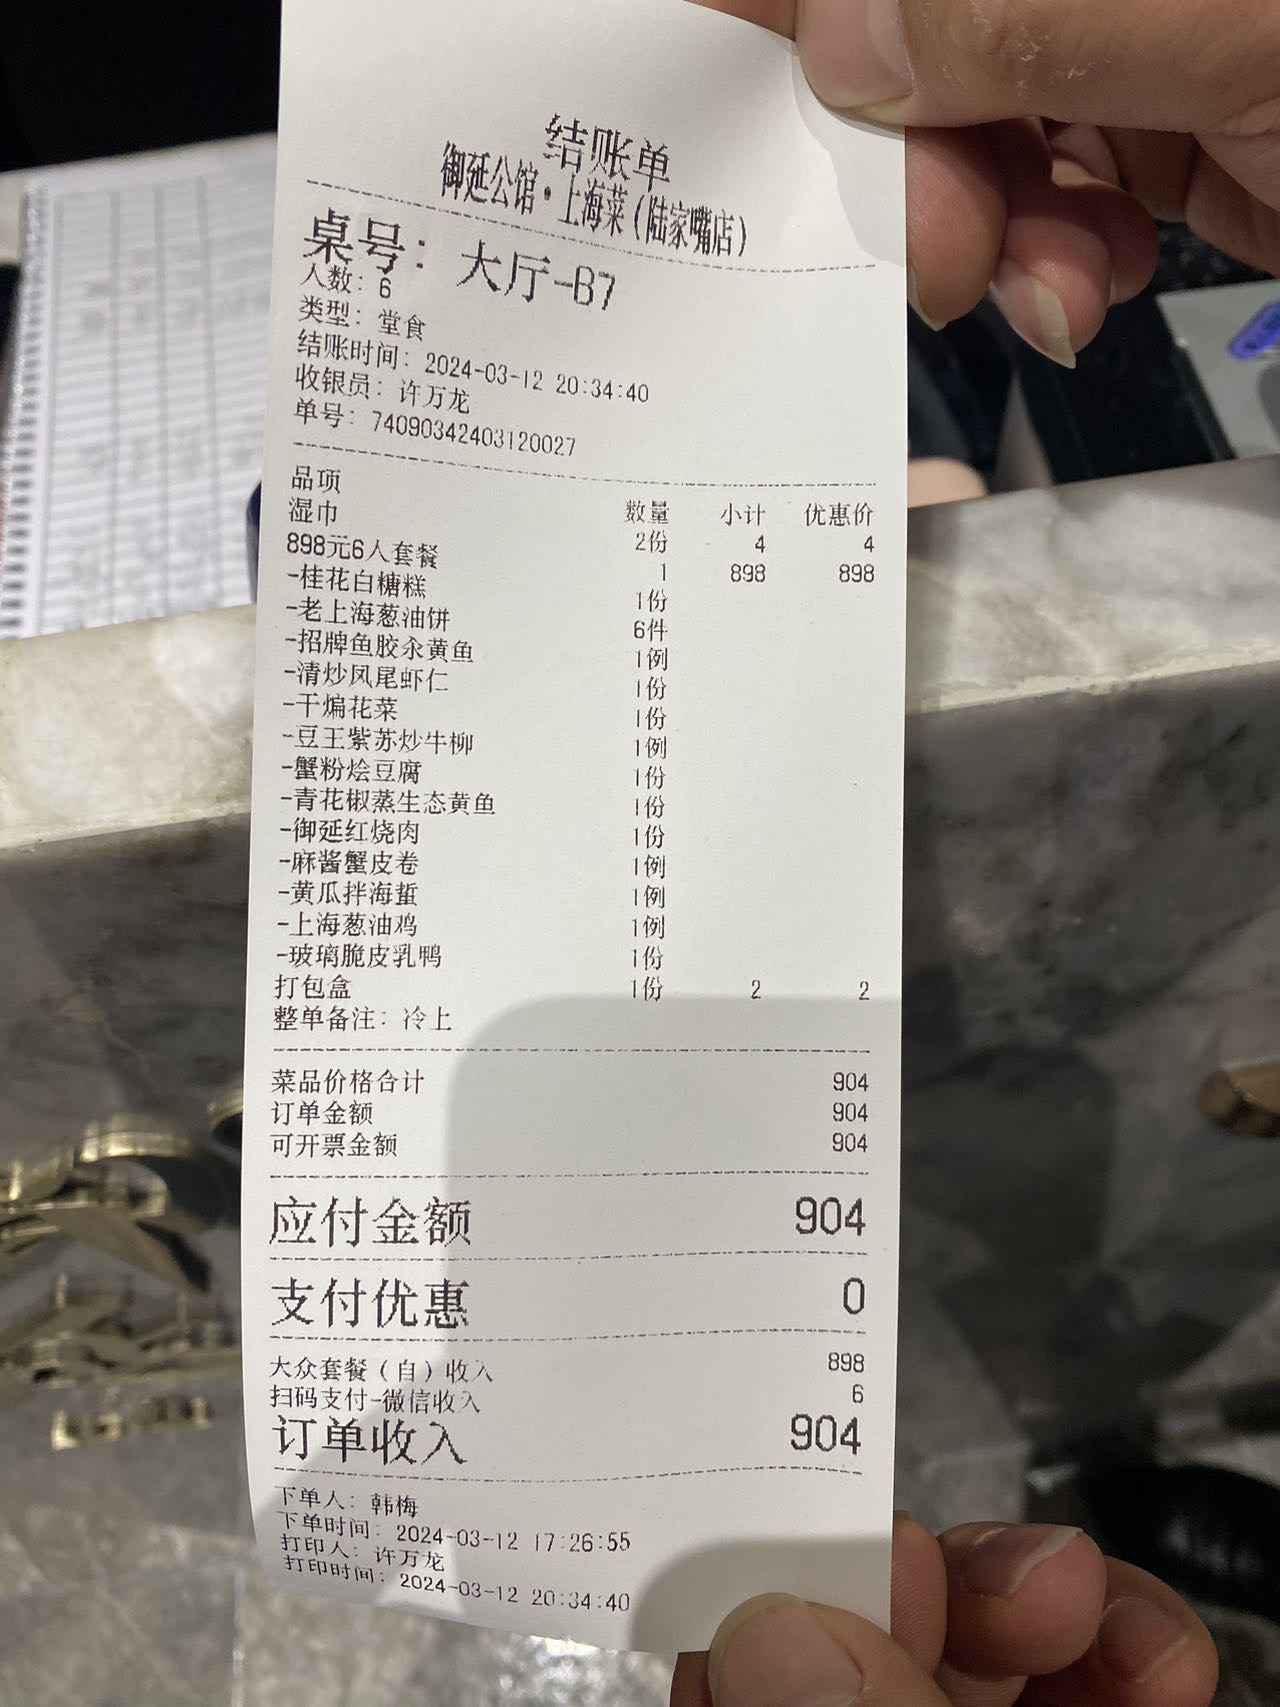 结账单
御延公馆·上海菜(陆家嘴店)
桌号: 大厅-B7
人数: 6
类型: 堂食
结账时间: 2024-03-12 20:34:40
收银员: 许万龙
单号: 74090342403120027
品项 数量 小计 优惠价
湿巾 2份 4 4
898元6人套餐 1 898 898
-桂花白糖糕 1份
-老上海葱油饼 6件
-招牌鱼胶汆黄鱼 1例
-清炒凤尾虾仁 1份
-干煸花菜 1份
-豆王紫苏炒牛柳 1例
-蟹粉烩豆腐 1份
-青花椒蒸生态黄鱼 1份
-御延红烧肉 1份
-麻酱蟹皮卷 1例
-黄瓜拌海蜇 1例
-上海葱油鸡 1例
-玻璃脆皮乳鸭 1份
打包盒 1份 2 2
整单备注: 冷上
菜品价格合计 904
订单金额 904
可开票金额 904
应付金额 904
支付优惠 0
大众套餐(自)收入 898
扫码支付-微信收入 6
订单收入 904
下单人: 韩梅
下单时间: 2024-03-12 17:26:55
打印人: 许万龙
打印时间: 2024-03-12 20:34:40